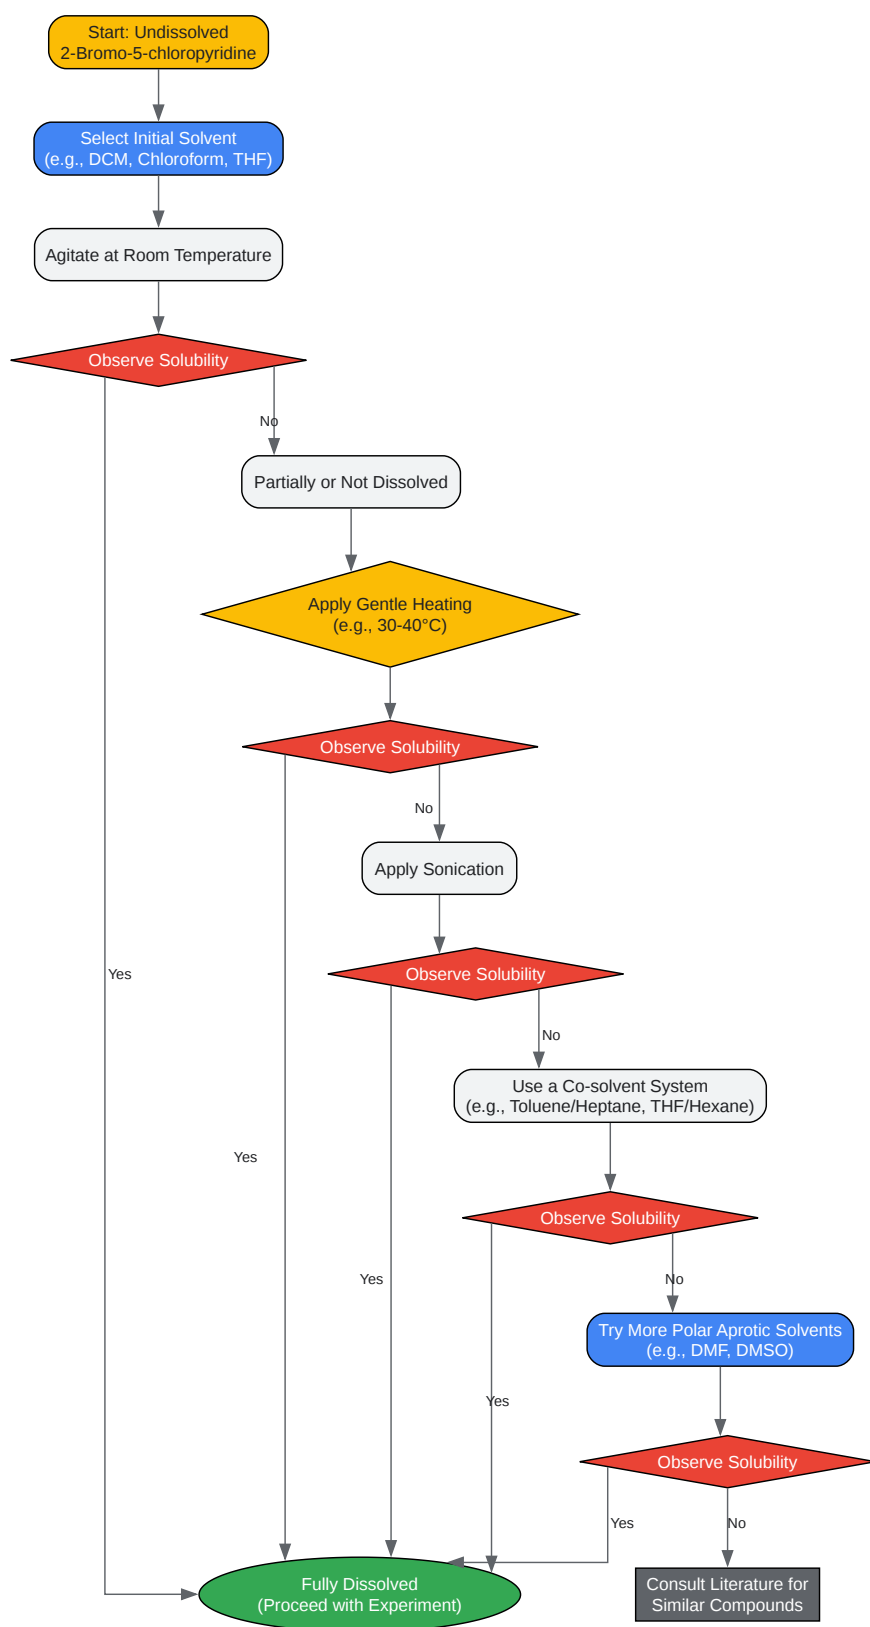 Start: Undissolved
2-Bromo-5-chloropyridine
Select Initial Solvent
(e.g., DCM, Chloroform, THF)
Agitate at Room Temperature
Observe Solubility
No
Partially or Not Dissolved
Apply Gentle Heating
(e.g., 30-40°C)
Observe Solubility
No
Apply Sonication
Observe Solubility
Yes
No
Use a Co-solvent System
(e.g., Toluene/Heptane, THF/Hexane)
Yes
Observe Solubility
Yes
No
Try More Polar Aprotic Solvents
(e.g., DMF, DMSO)
Yes
Observe Solubility
Yes
No
Fully Dissolved
(Proceed with Experiment)
Consult Literature for
Similar Compounds